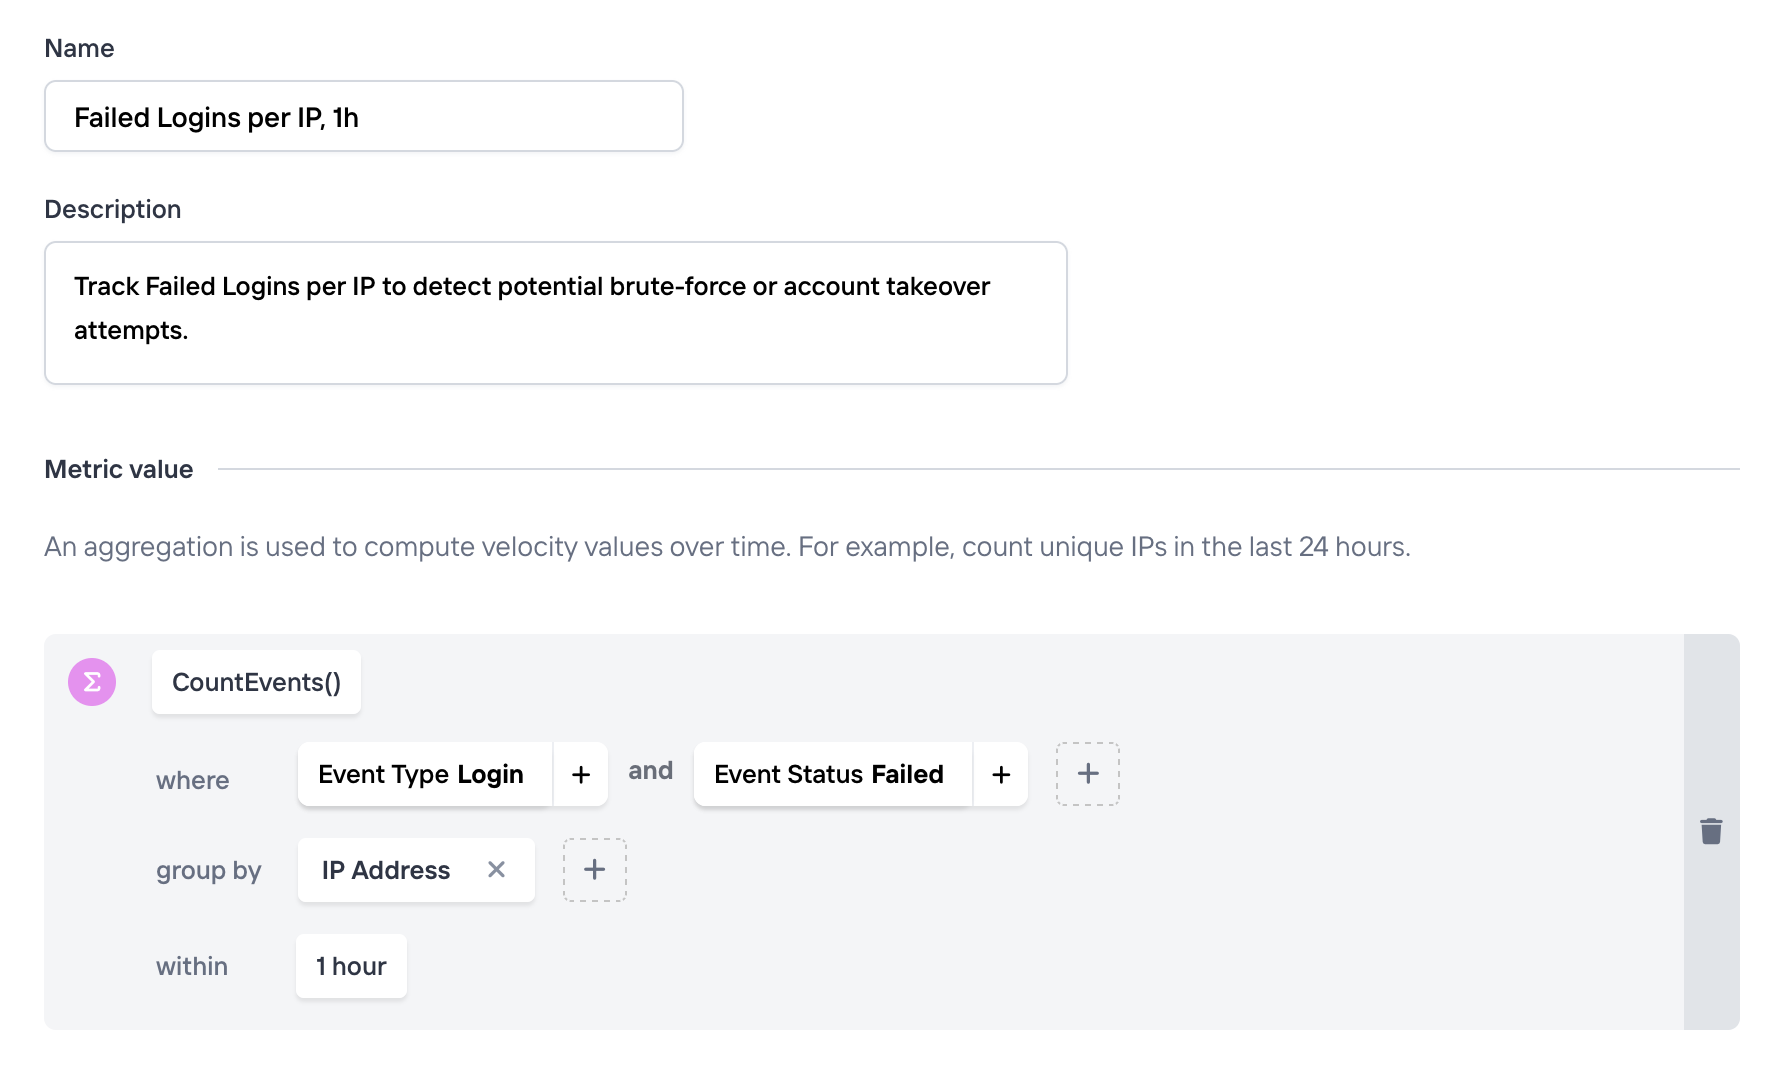 Name
Failed Logins per IP, 1h
Description
Track Failed Logins per IP to detect potential brute-force or account takeover
attempts.
Metric value
An aggregation is used to compute velocity values over time. For example, count unique IPs in the last 24 hours.
Σ CountEvents()
where Event Type Login + and Event Status Failed + +
group by IP Address × +
within 1 hour